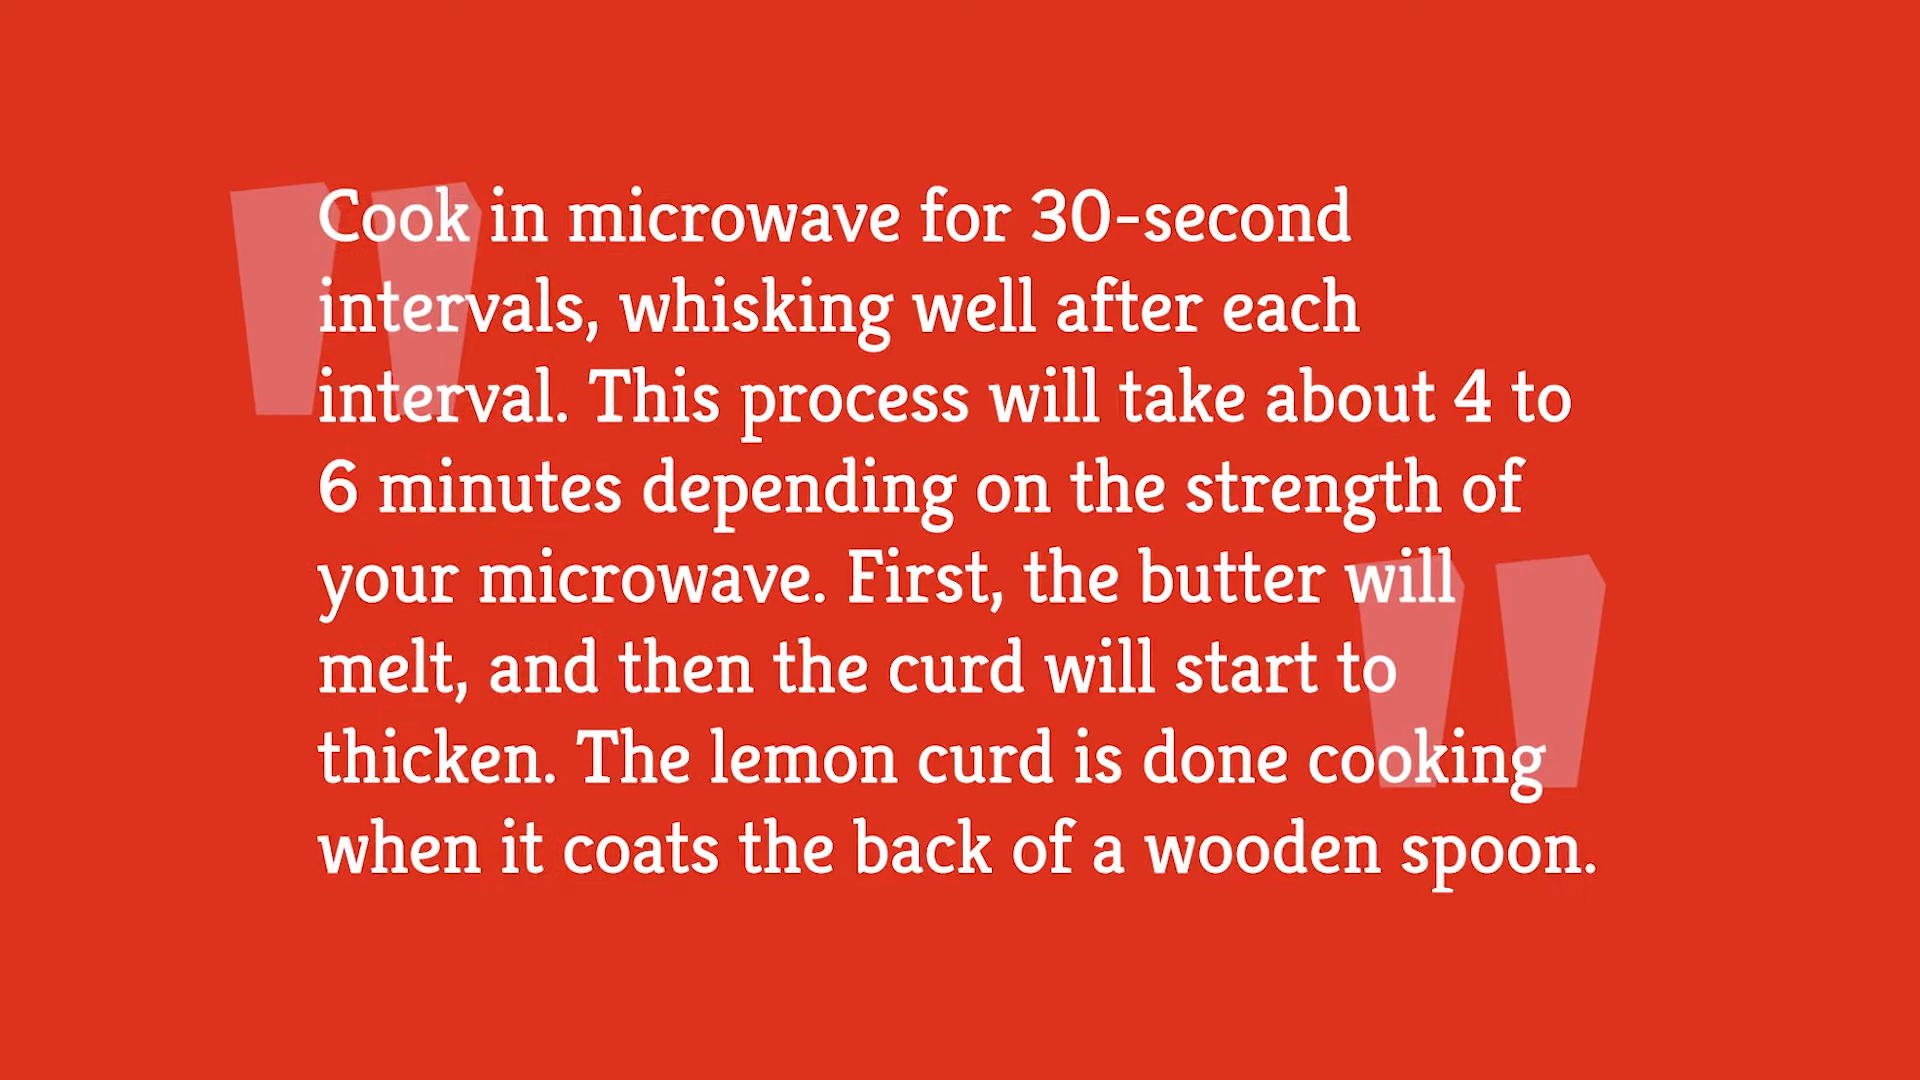 Cook in microwave for 30-second
intervals, whisking well after each
interval. This process will take about 4 to
6 minutes depending on the strength of
your microwave. First, the butter will
melt, and then the curd will start to
thicken. The lemon curd is done cooking
when it coats the back of a wooden spoon.